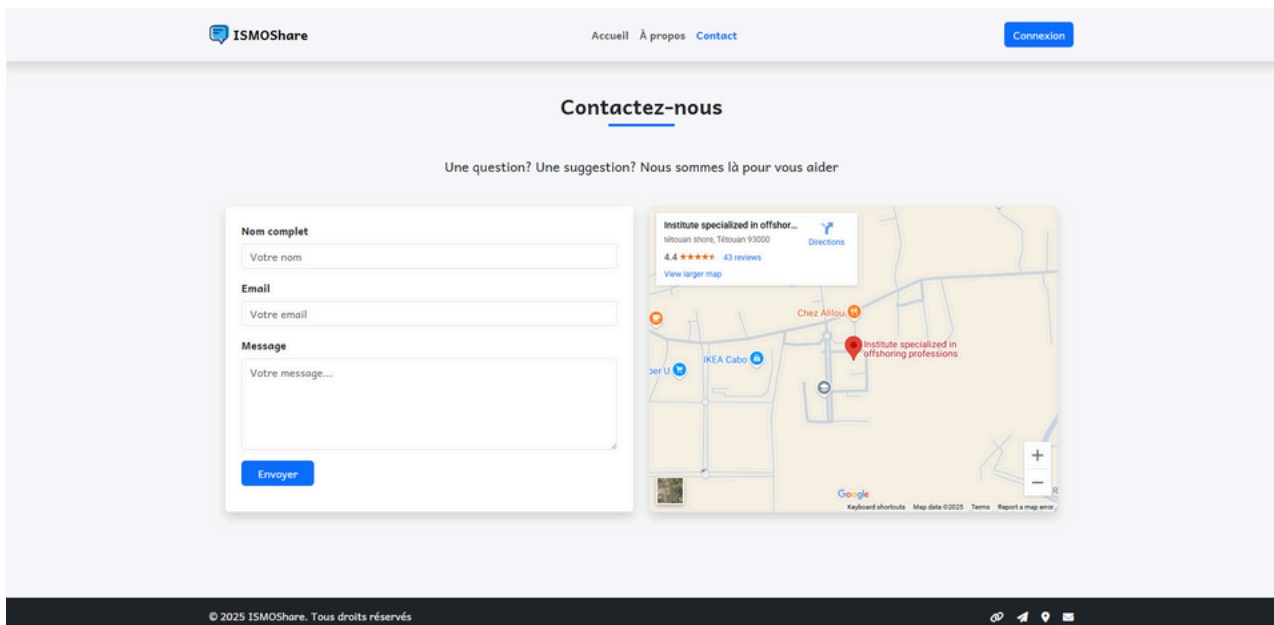 ISMOShare
Accueil À propos Contact
Connexion
Contactez-nous
Une question? Une suggestion? Nous sommes là pour vous aider
Nom complet
Votre nom
Email
Votre email
Message
Votre message...
Envoyer
Institute specialized in offshor...
tétouan shore, Tétouan 93000
4.4 43 reviews
View larger map
Directions
Chez Alilou
Institute specialized in
offshoring professions
IKEA Cabo
per U
Google
Keyboard shortcuts Map data ©2025 Terms Report a map error
© 2025 ISMOShare. Tous droits réservés